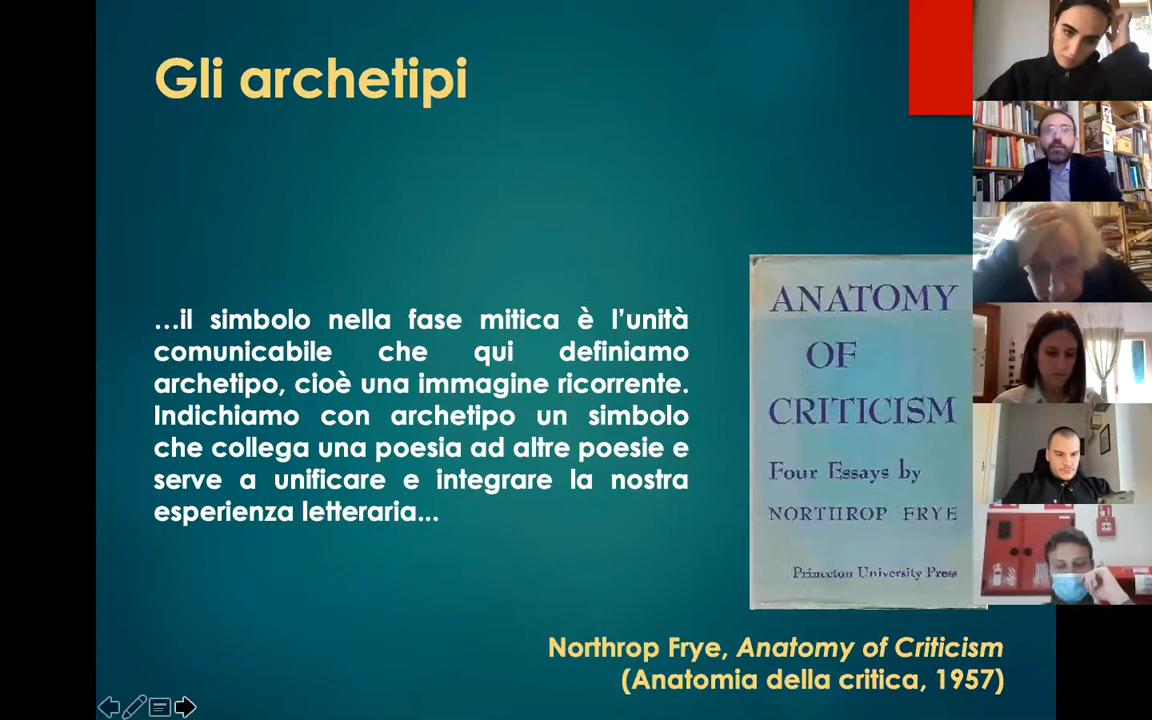 Gli archetipi
…il simbolo nella fase mitica è l’unità
comunicabile che qui definiamo
archetipo, cioè una immagine ricorrente.
Indichiamo con archetipo un simbolo
che collega una poesia ad altre poesie e
serve a unificare e integrare la nostra
esperienza letteraria...
ANATOMY
OF
CRITICISM
Four Essays by
NORTHROP FRYE
Princeton University Press
Northrop Frye, Anatomy of Criticism
(Anatomia della critica, 1957)